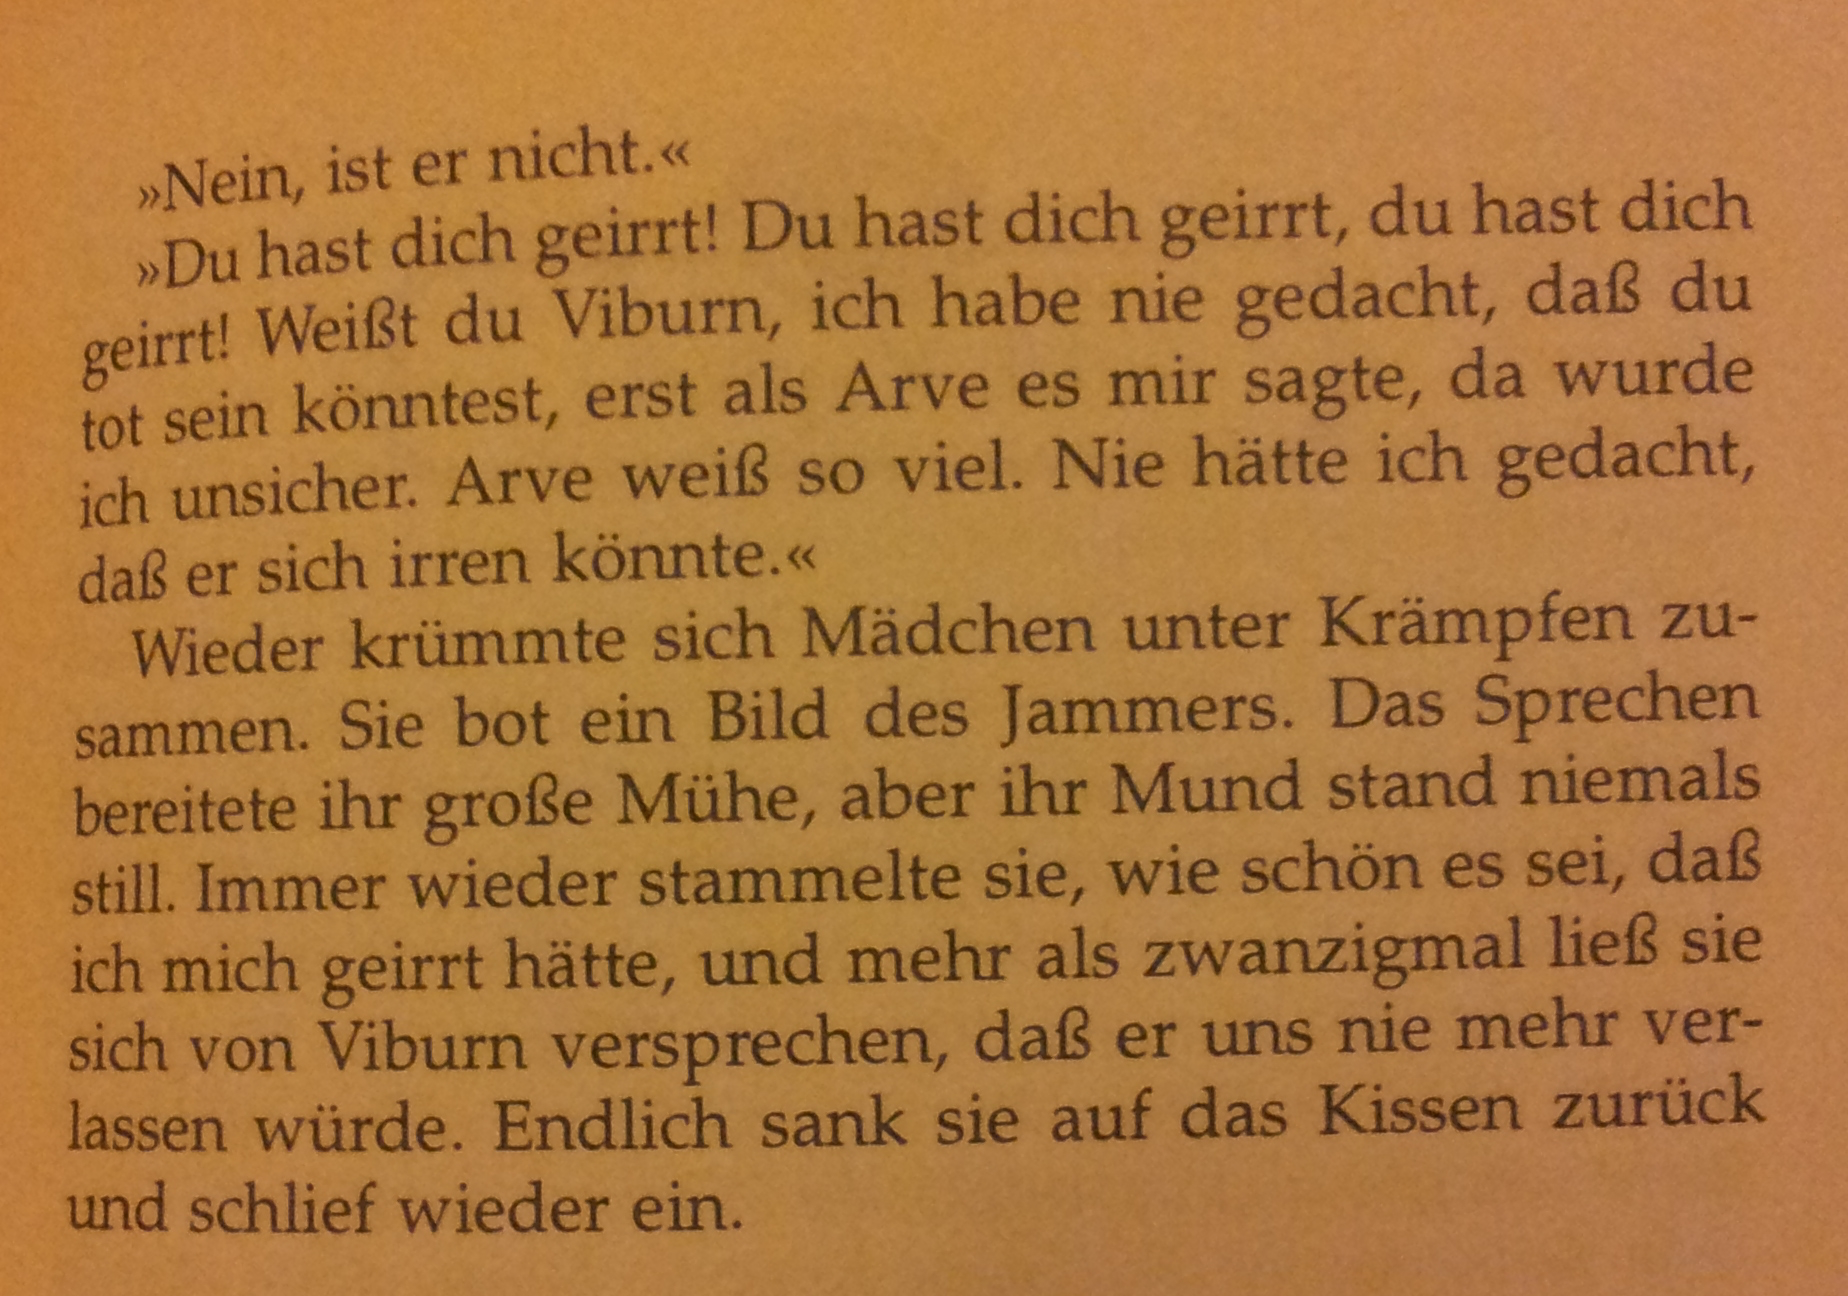 »Nein, ist er nicht.«
»Du hast dich geirrt! Du hast dich geirrt, du hast dich
geirrt! Weißt du Viburn, ich habe nie gedacht, daß du
tot sein könntest, erst als Arve es mir sagte, da wurde
ich unsicher. Arve weiß so viel. Nie hätte ich gedacht,
daß er sich irren könnte.«
Wieder krümmte sich Mädchen unter Krämpfen zu-
sammen. Sie bot ein Bild des Jammers. Das Sprechen
bereitete ihr große Mühe, aber ihr Mund stand niemals
still. Immer wieder stammelte sie, wie schön es sei, daß
ich mich geirrt hätte, und mehr als zwanzigmal ließ sie
sich von Viburn versprechen, daß er uns nie mehr ver-
lassen würde. Endlich sank sie auf das Kissen zurück
und schlief wieder ein.